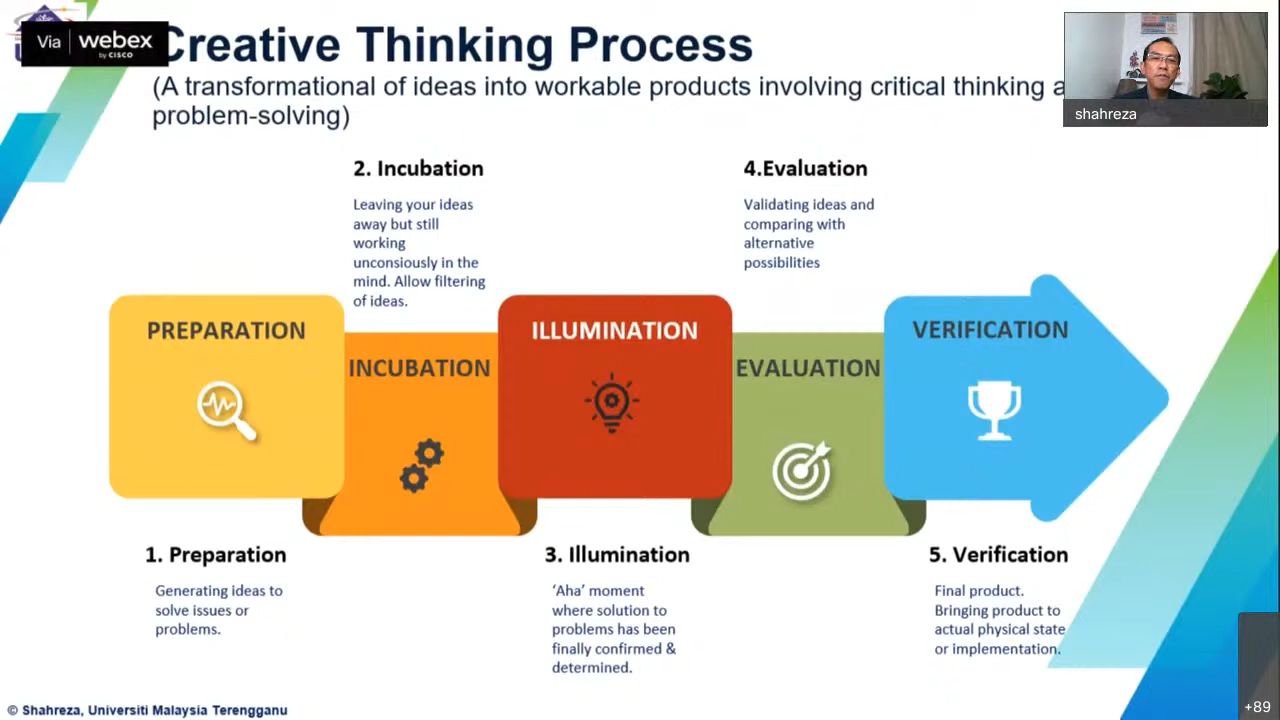 Via webex
by CISCO
Creative Thinking Process
(A transformational of ideas into workable products involving critical thinking
problem-solving)
shahreza
2. Incubation
Leaving your ideas
away but still
working
unconsiously in the
mind. Allow filtering
of ideas.
4.Evaluation
Validating ideas and
comparing with
alternative
possibilities
PREPARATION
INCUBATION
ILLUMINATION
EVALUATION
VERIFICATION
1. Preparation
Generating ideas to
solve issues or
problems.
3. Illumination
‘Aha’ moment
where solution to
problems has been
finally confirmed &
determined.
5. Verification
Final product.
Bringing product to
actual physical state
or implementation.
+89
© Shahreza, Universiti Malaysia Terengganu